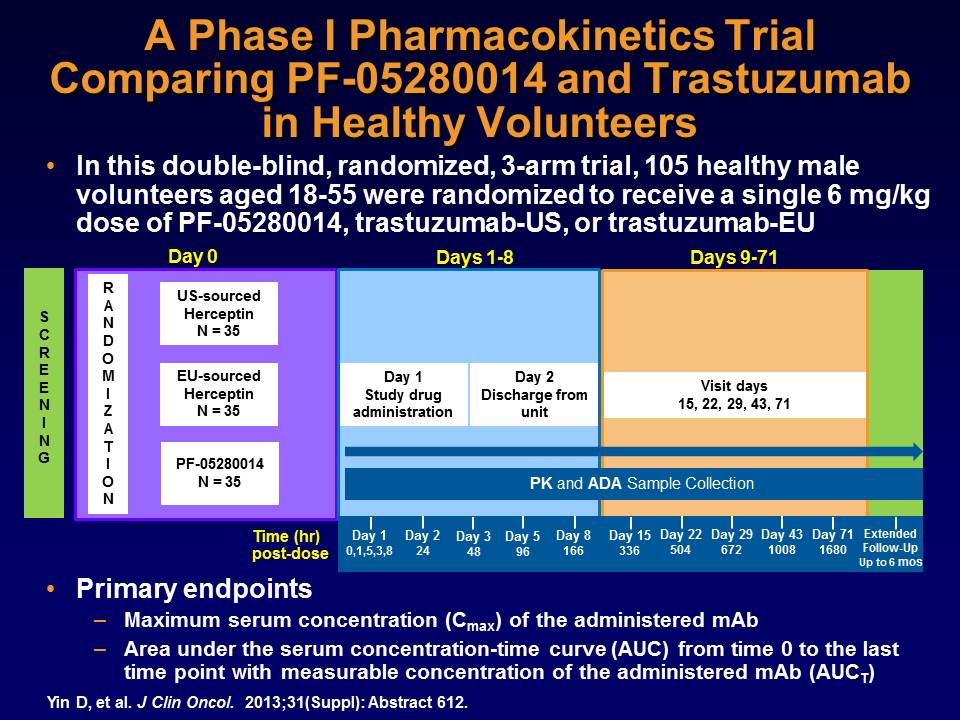 A Phase I Pharmacokinetics Trial
Comparing PF-05280014 and Trastuzumab
in Healthy Volunteers
• In this double-blind, randomized, 3-arm trial, 105 healthy male
volunteers aged 18-55 were randomized to receive a single 6 mg/kg
dose of PF-05280014, trastuzumab-US, or trastuzumab-EU
Day 0
Days 1-8
Days 9-71
SCREENING
RANDOMIZATION
US-sourced
Herceptin
N = 35
EU-sourced
Herceptin
N = 35
PF-05280014
N = 35
Day 1
Study drug
administration
Day 2
Discharge from
unit
Visit days
15, 22, 29, 43, 71
PK and ADA Sample Collection
Time (hr)
post-dose
Day 1
0,1,5,3,8
Day 2
24
Day 3
48
Day 5
96
Day 8
166
Day 15
336
Day 22
504
Day 29
672
Day 43
1008
Day 71
1680
Extended
Follow-Up
Up to 6 mos
• Primary endpoints
– Maximum serum concentration (Cmax) of the administered mAb
– Area under the serum concentration-time curve (AUC) from time 0 to the last
time point with measurable concentration of the administered mAb (AUCT)
Yin D, et al. J Clin Oncol. 2013;31(Suppl): Abstract 612.